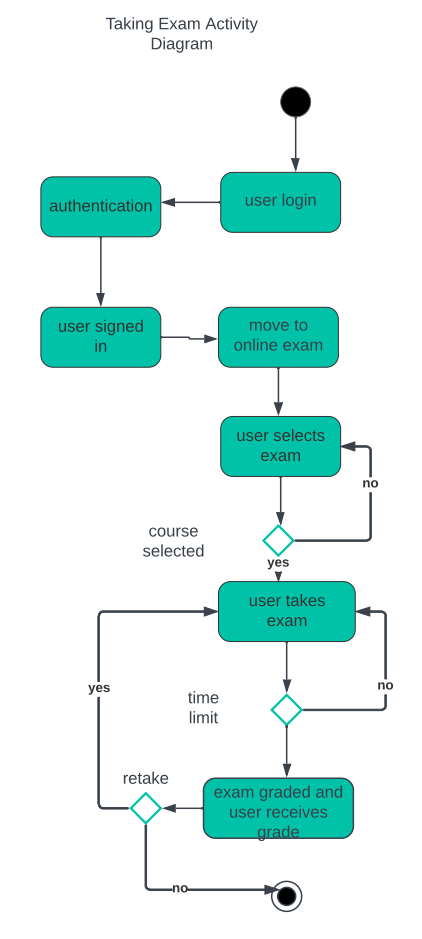 Taking Exam Activity
Diagram
user login
authentication
user signed
in
move to
online exam
user selects
exam
no
course
selected
yes
user takes
exam
yes
no
time
limit
retake
exam graded and
user receives
grade
no